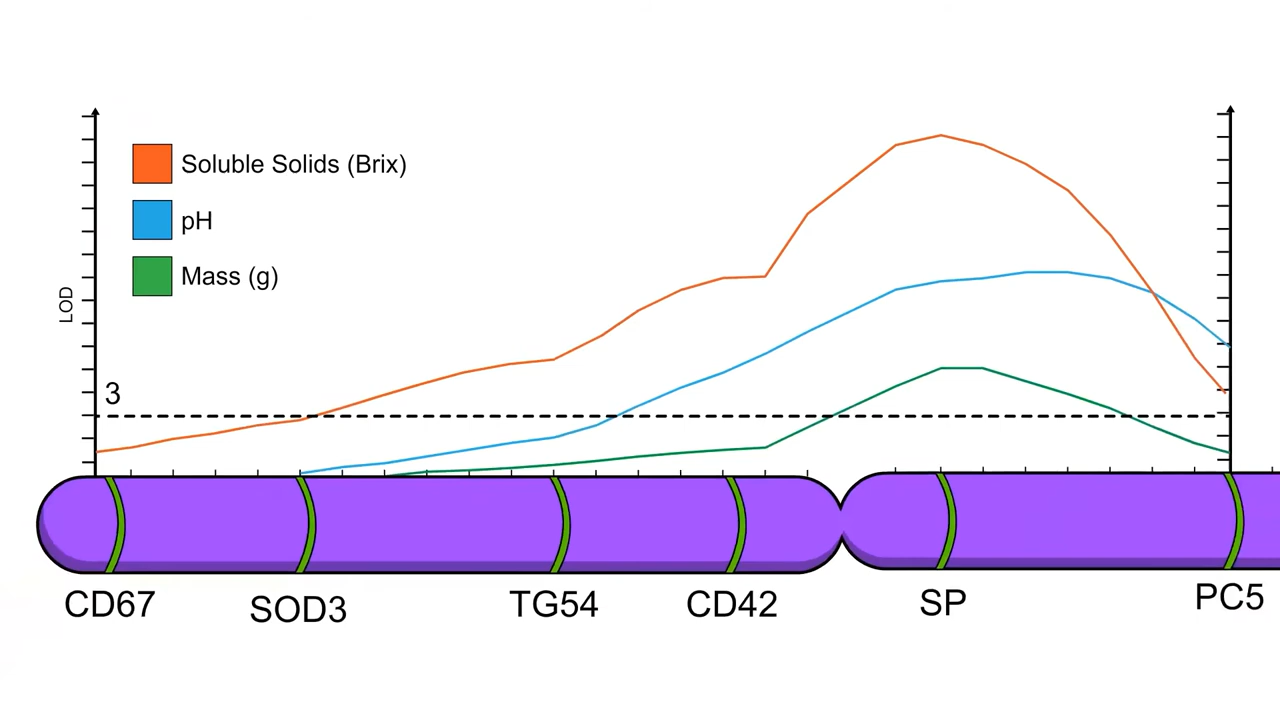 Soluble Solids (Brix)
pH
Mass (g)
LOD
3
CD67
SOD3
TG54
CD42
SP
PC5